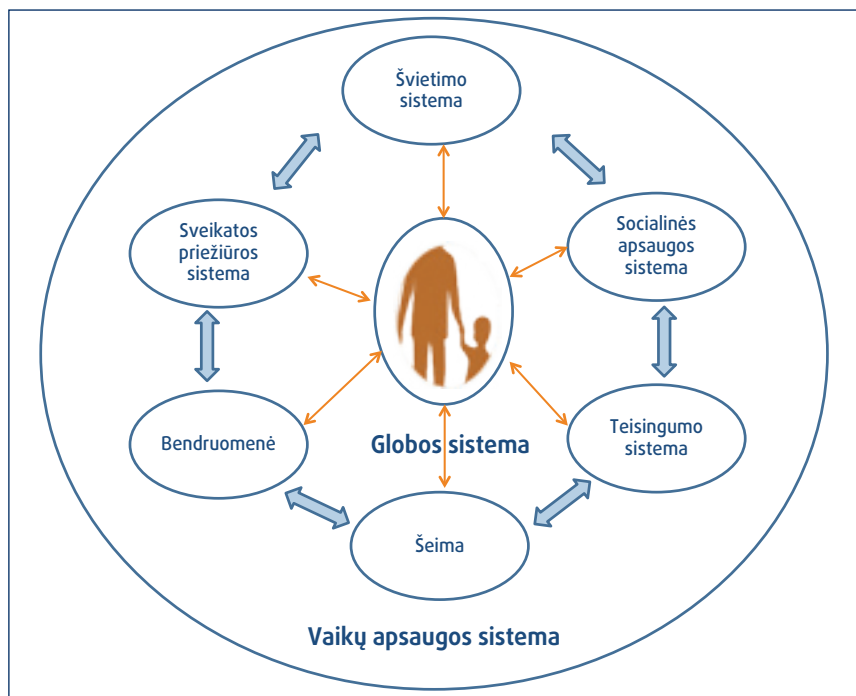 Švietimo
sistema
Sveikatos
priežiūros
sistema
Socialinės
apsaugos
sistema
Bendruomenė
Globos sistema
Teisingumo
sistema
Šeima
Vaikų apsaugos sistema